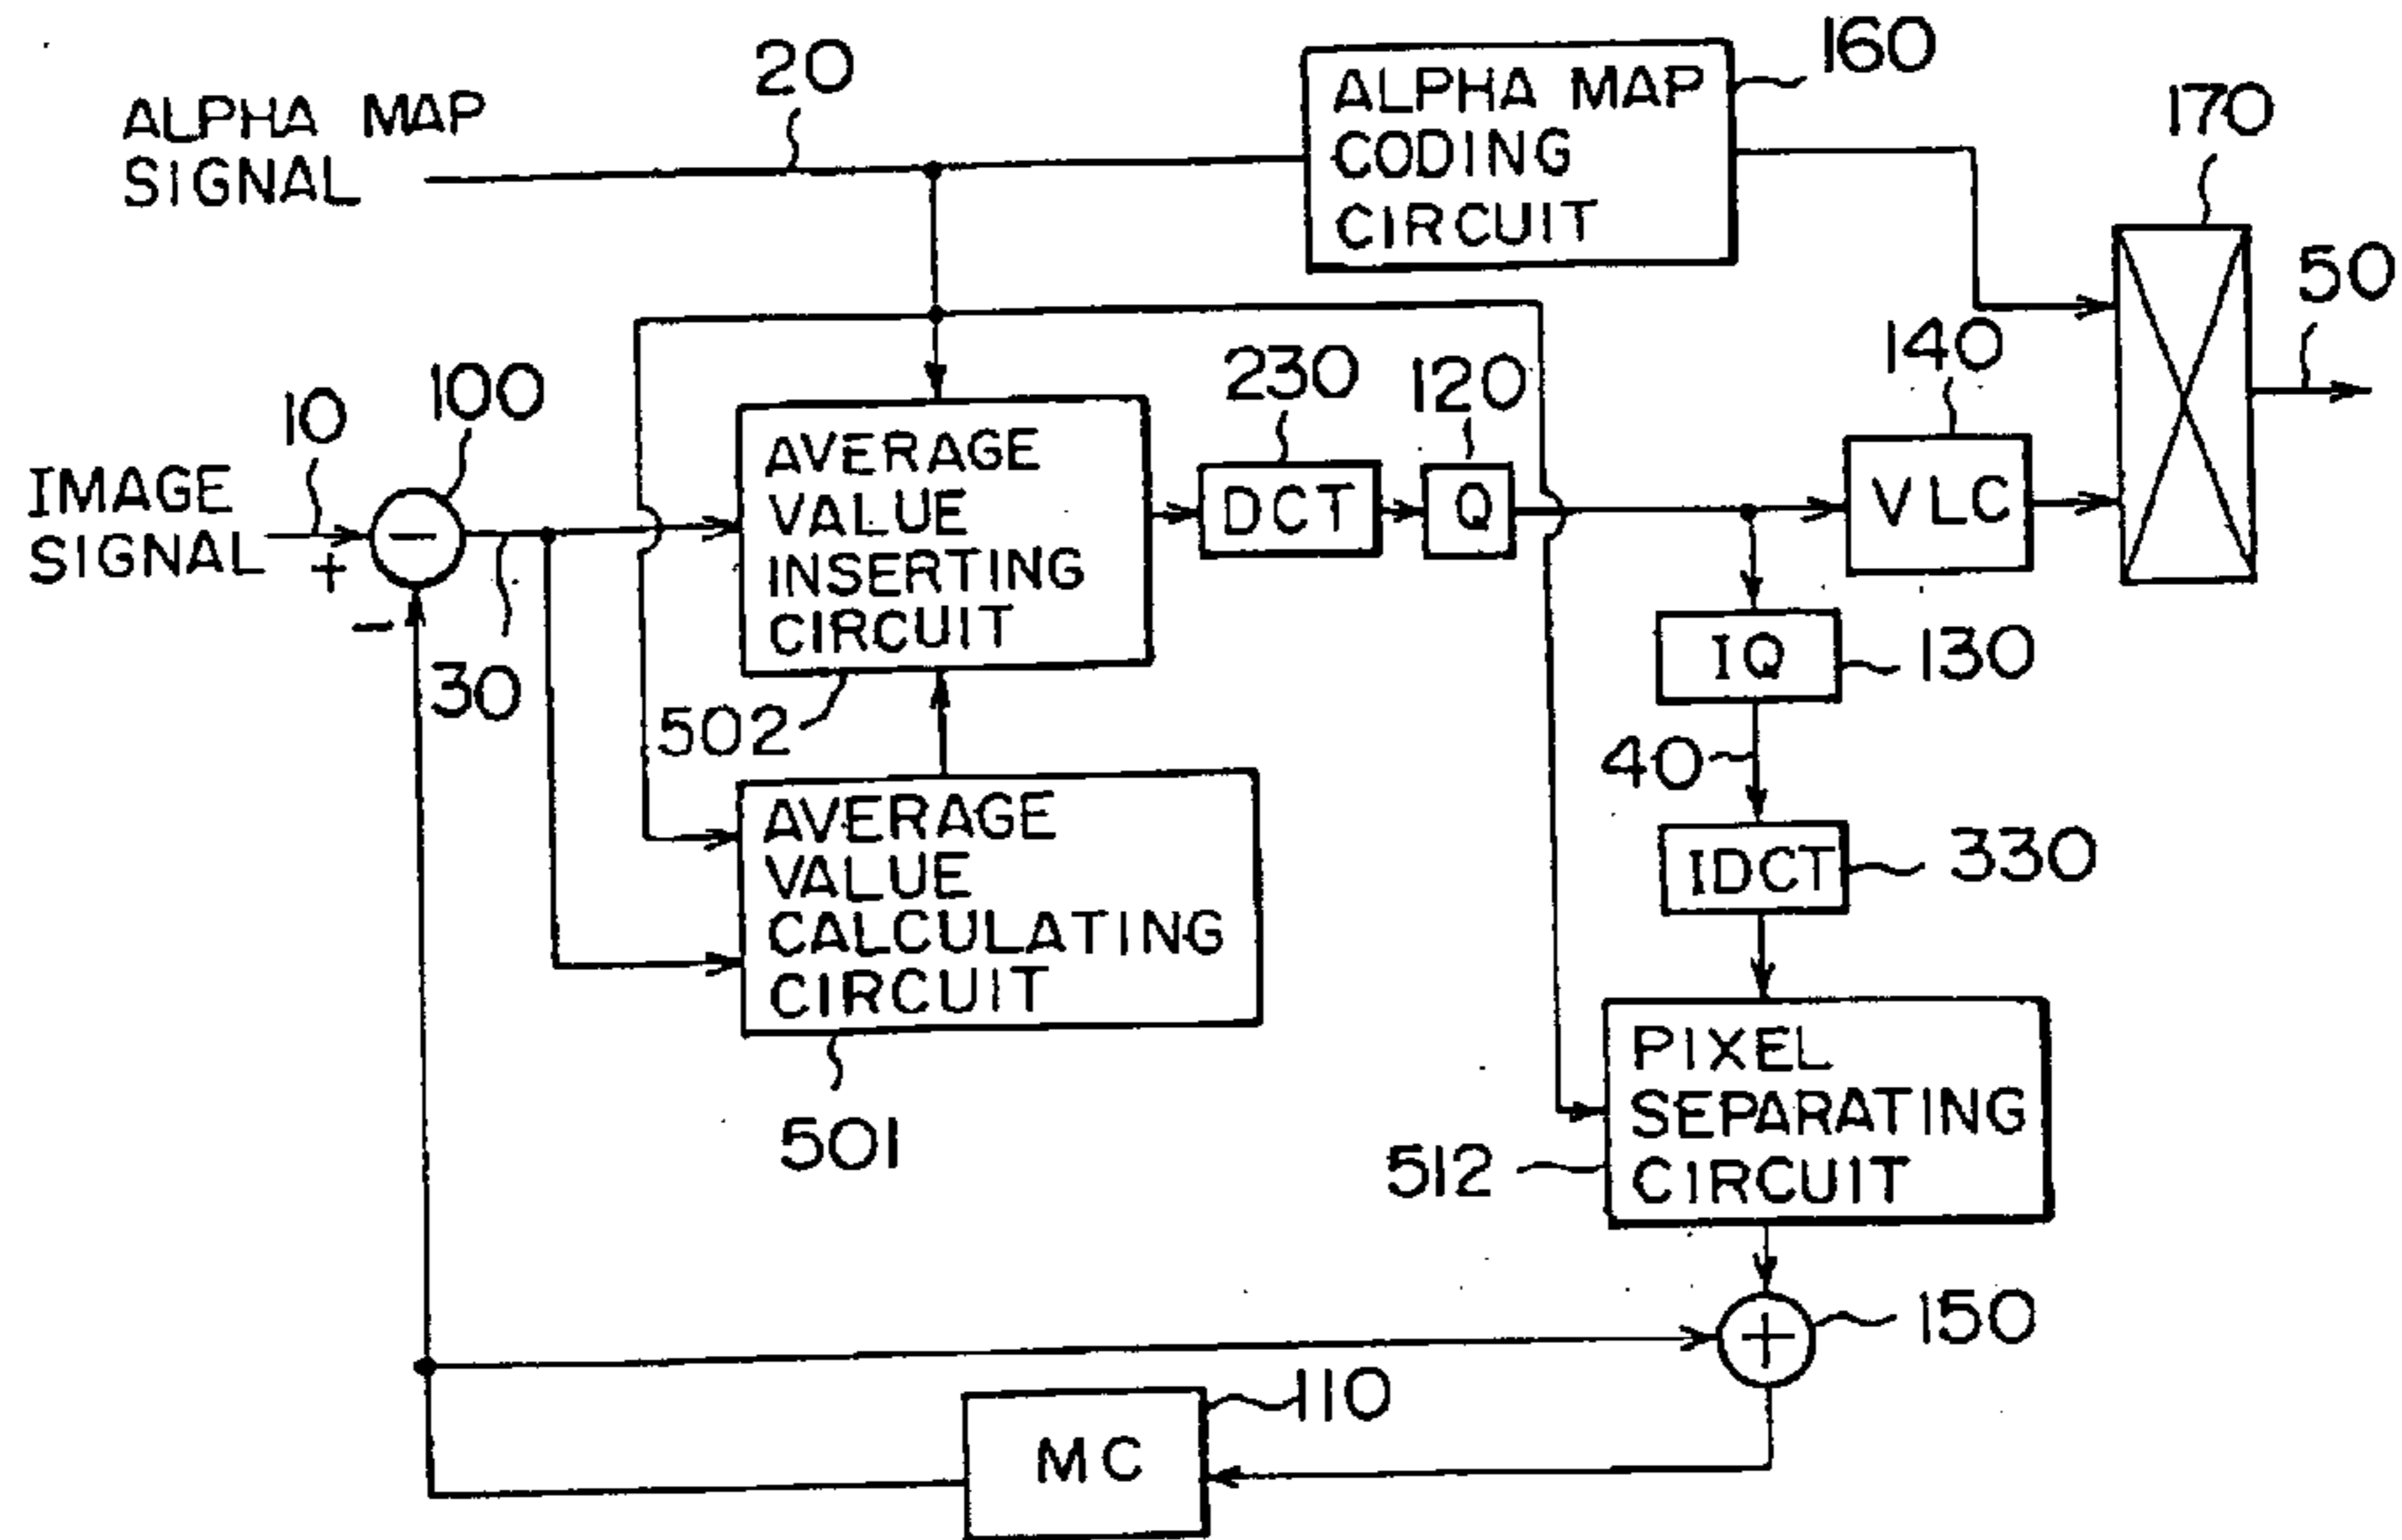 ALPHA MAP
SIGNAL
20
ALPHA MAP
CODING
CIRCUIT
160
170
50
140
230
120
10
100
IMAGE
SIGNAL
+
−
-
30
AVERAGE
VALUE
INSERTING
CIRCUIT
502
DCT
Q
VLC
IQ
130
40
IDCT
330
AVERAGE
VALUE
CALCULATING
CIRCUIT
501
PIXEL
SEPARATING
CIRCUIT
512
+
150
110
MC